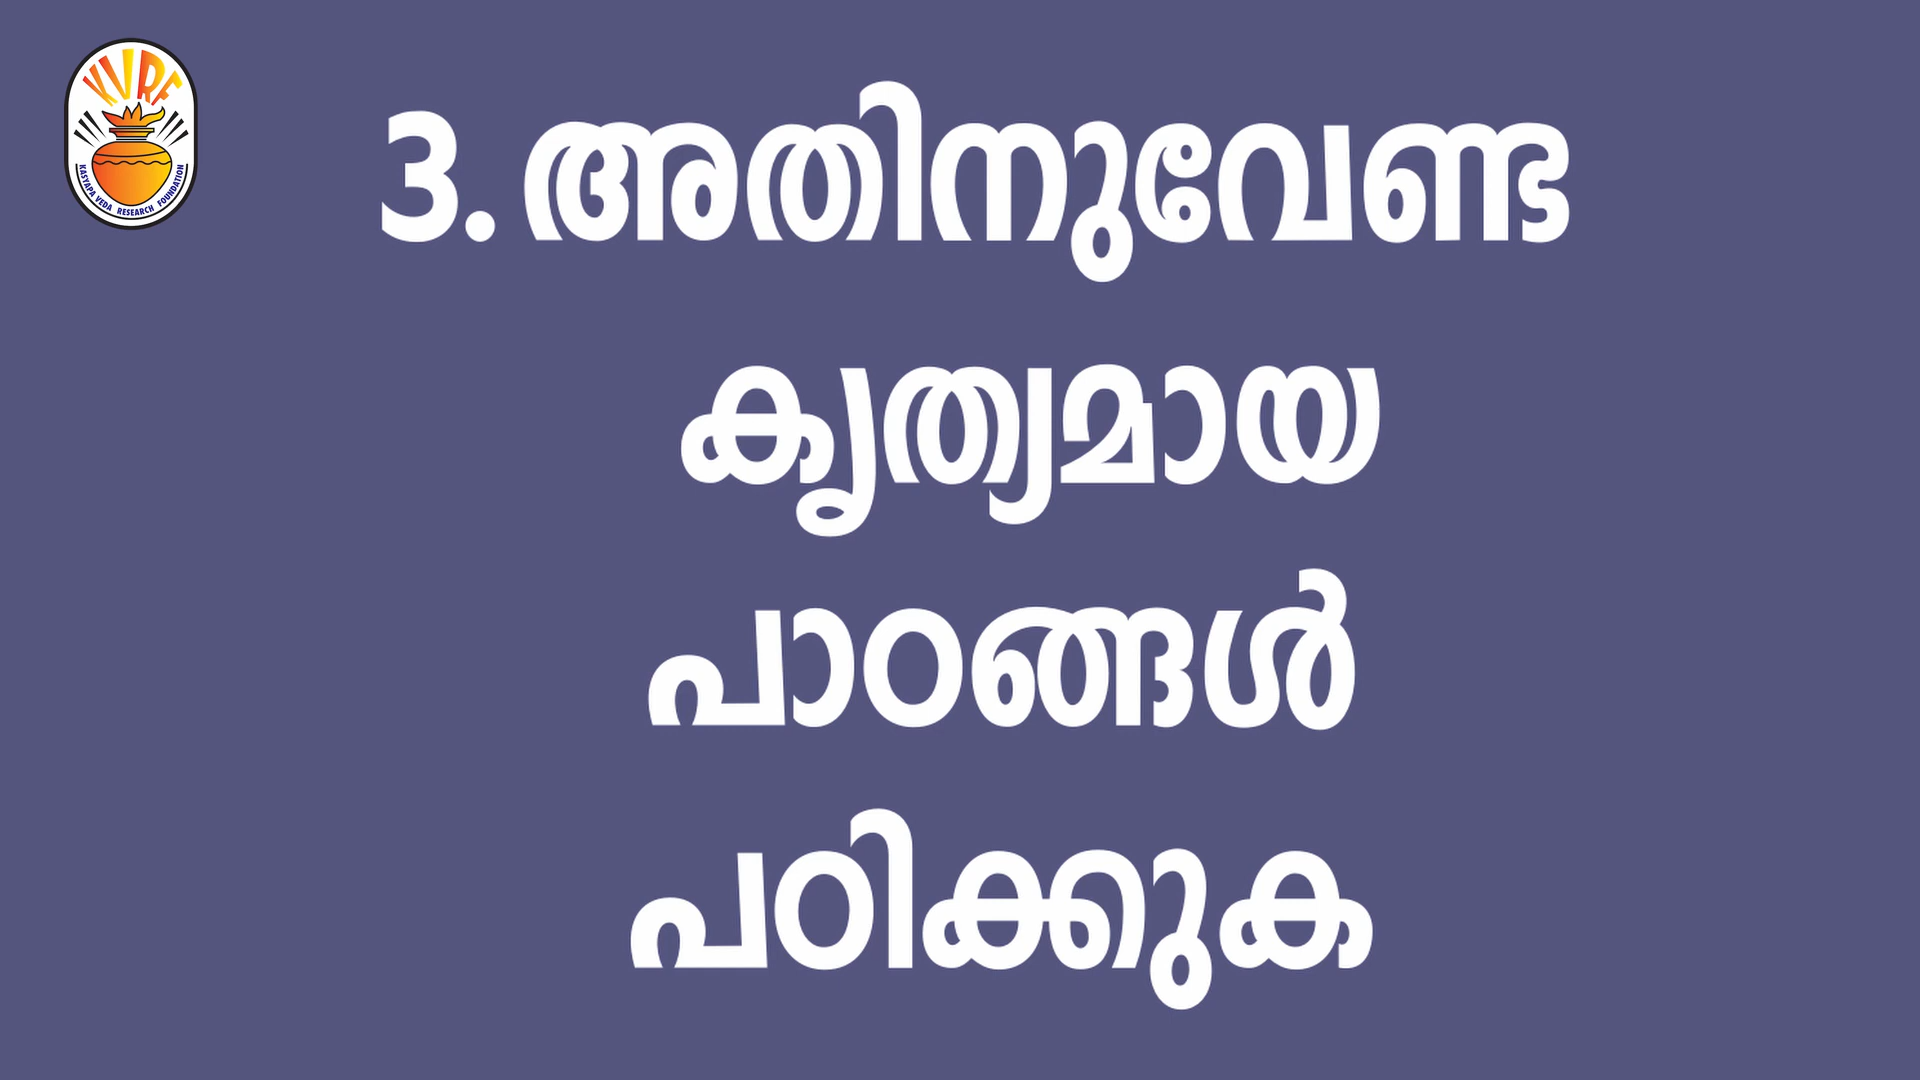 KVRF
KASYAPA VEDA RESEARCH FOUNDATION
3. അതിനുവേണ്ട
കൃത്യമായ
പാഠങ്ങൾ
പഠിക്കുക